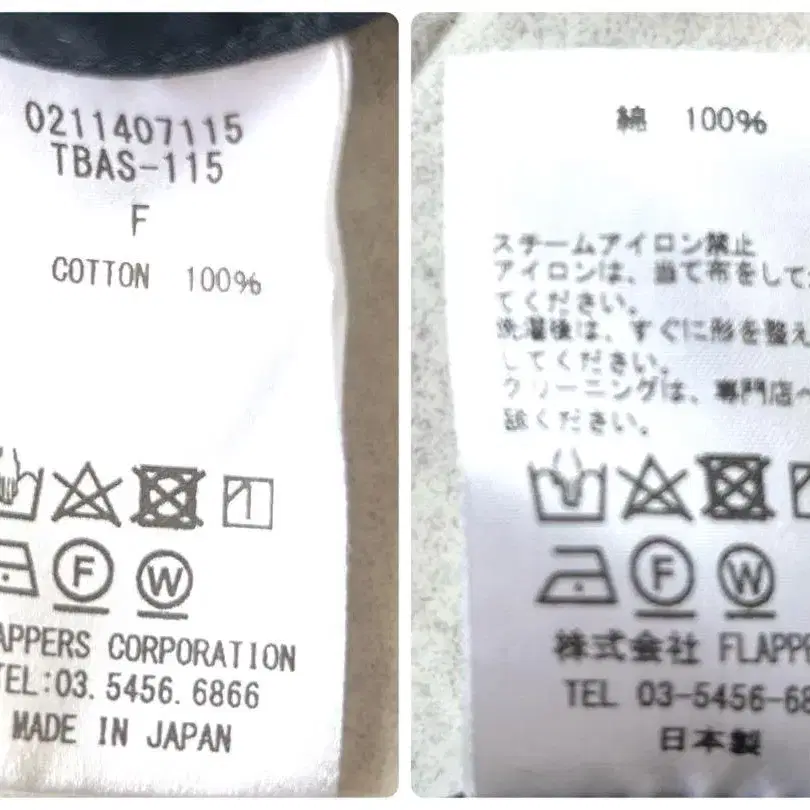 0211407115
TBAS-115
F
COTTON 100%
F W
APPERS CORPORATION
TEL:03.5456.6866
MADE IN JAPAN
綿 100%
スチームアイロン禁止
アイロンは、当て布をして
てください。
洗濯後は、すぐに形を整え
してください。
クリーニングは、専門店へ
談ください。
F W
株式会社 FLAPPE
TEL 03-5456-68
日本製